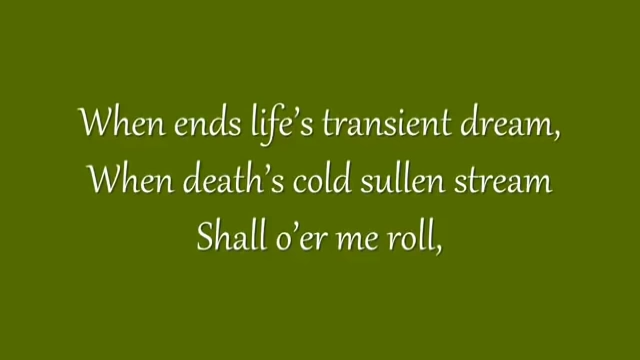 When ends life’s transient dream,
When death’s cold sullen stream
Shall o’er me roll,